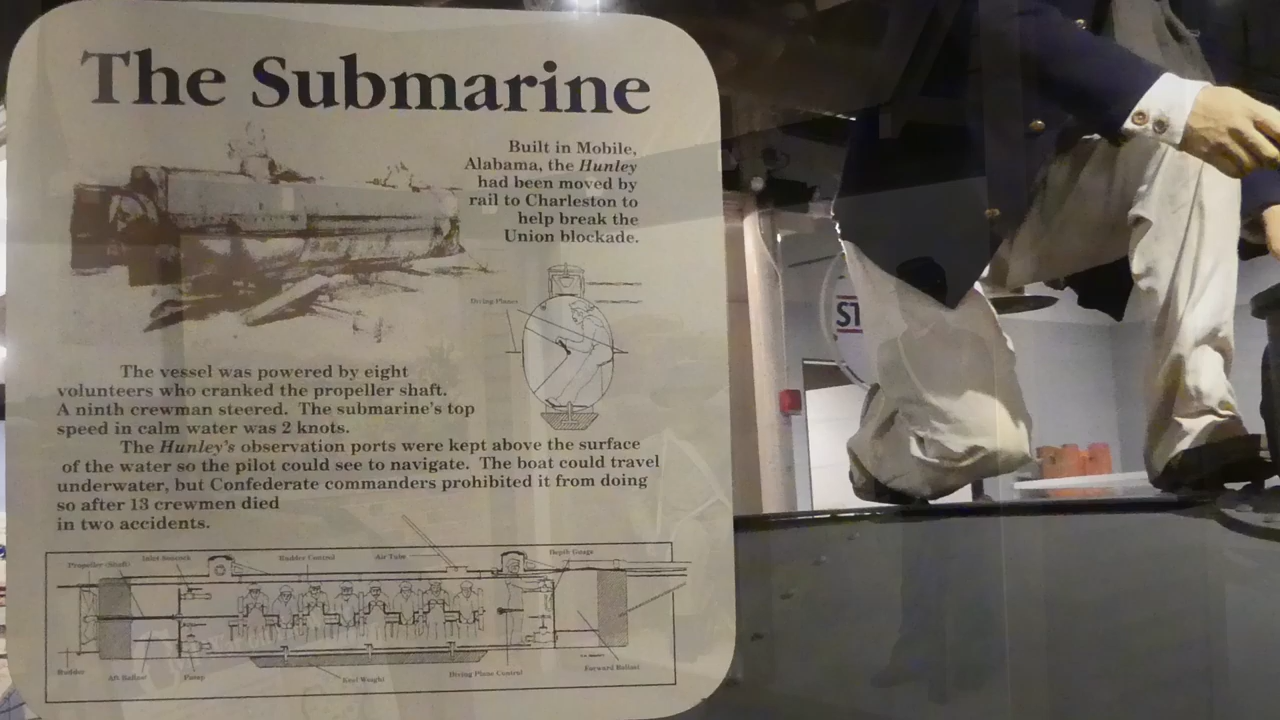 The Submarine
Built in Mobile,
Alabama, the Hunley
had been moved by
rail to Charleston to
help break the
Union blockade.
Diving Planes
The vessel was powered by eight
volunteers who cranked the propeller shaft.
A ninth crewman steered. The submarine's top
speed in calm water was 2 knots.
The Hunley's observation ports were kept above the surface
of the water so the pilot could see to navigate. The boat could travel
underwater, but Confederate commanders prohibited it from doing
so after 13 crewmen died
in two accidents.
Propeller (Shaft)
Inlet Seacock
Rudder Control
Air Tube
Depth Gauge
Rudder
Aft Ballast
Pump
Keel Weight
Diving Plane Control
Forward Ballast
ST